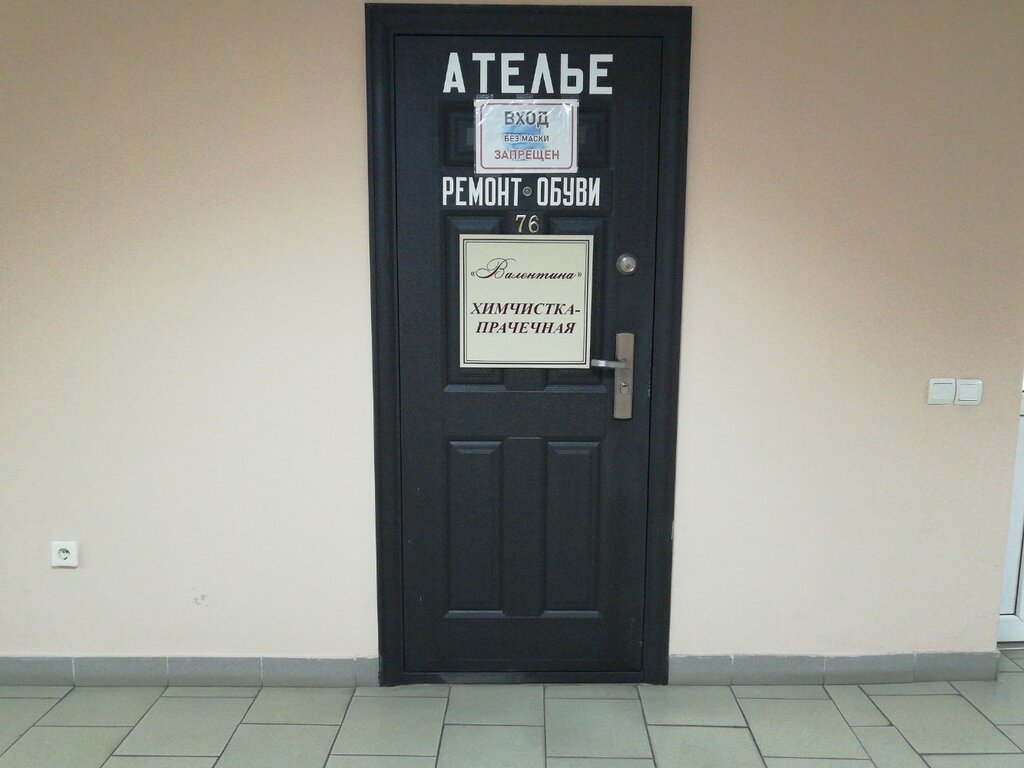 АТЕЛЬЕ
ВХОД
БЕЗ МАСКИ
ЗАПРЕЩЕН
РЕМОНТ ОБУВИ
76
«Валентина»
ХИМЧИСТКА-
ПРАЧЕЧНАЯ